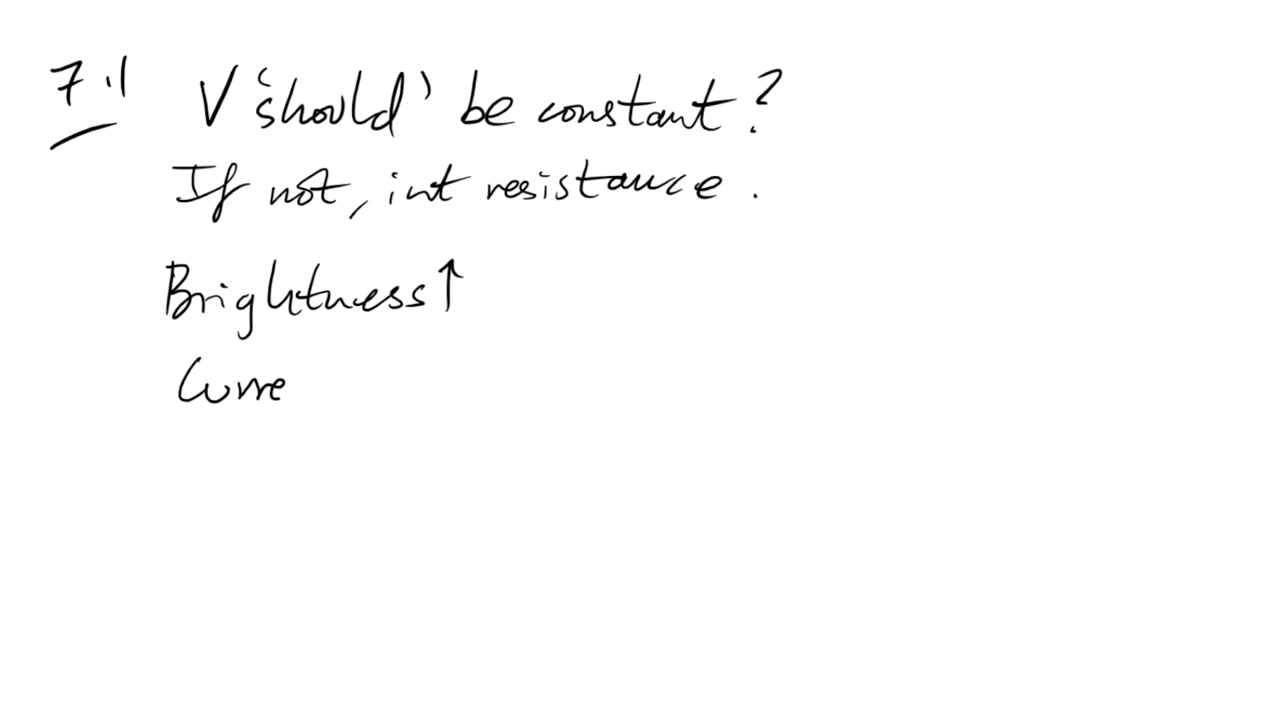 7.1 V 'should' be constant?
If not, int resistance.
Brightness↑
Curre